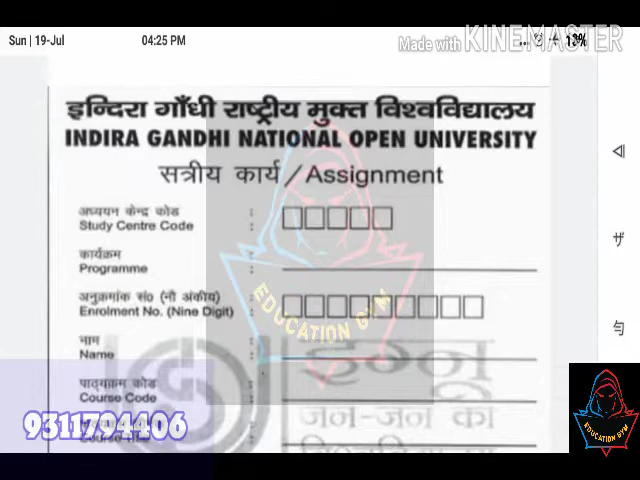 Sun | 19-Jul 04:25 PM ... 13%
Made with KINEMASTER
इन्दिरा गाँधी राष्ट्रीय मुक्त विश्वविद्यालय
INDIRA GANDHI NATIONAL OPEN UNIVERSITY
सत्रीय कार्य / Assignment
अध्ययन केन्द्र कोड :
Study Centre Code
कार्यक्रम :
Programme
अनुक्रमांक सं० (नौ अंकीय) :
Enrolment No. (Nine Digit)
EDUCATION GYM
नाम :
Name
इग्नू
पाठ्यक्रम कोड :
Course Code
जन-जन का
9311794406
EDUCATION GYM